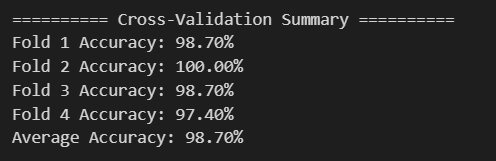 ========== Cross-Validation Summary ==========
Fold 1 Accuracy: 98.70%
Fold 2 Accuracy: 100.00%
Fold 3 Accuracy: 98.70%
Fold 4 Accuracy: 97.40%
Average Accuracy: 98.70%